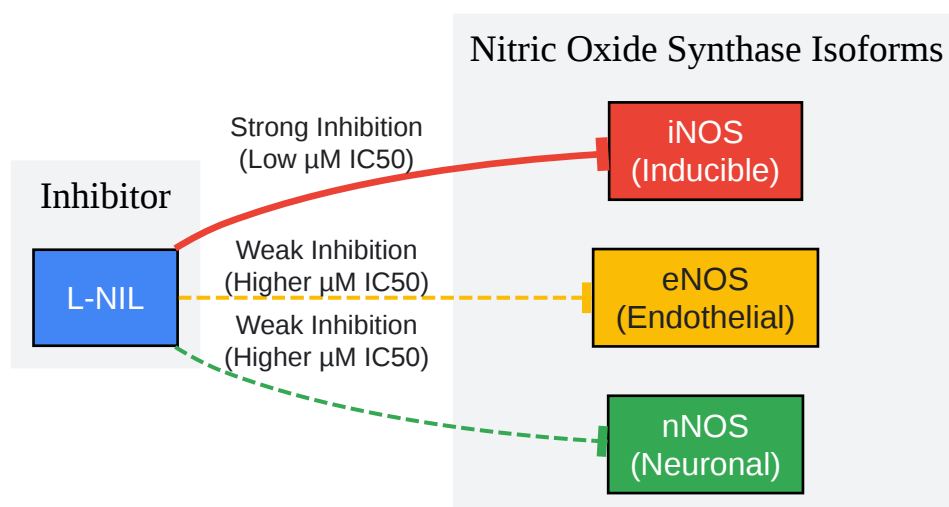 Nitric Oxide Synthase Isoforms
Inhibitor
L-NIL
Strong Inhibition
(Low µM IC50)
Weak Inhibition
(Higher µM IC50)
Weak Inhibition
(Higher µM IC50)
iNOS
(Inducible)
eNOS
(Endothelial)
nNOS
(Neuronal)